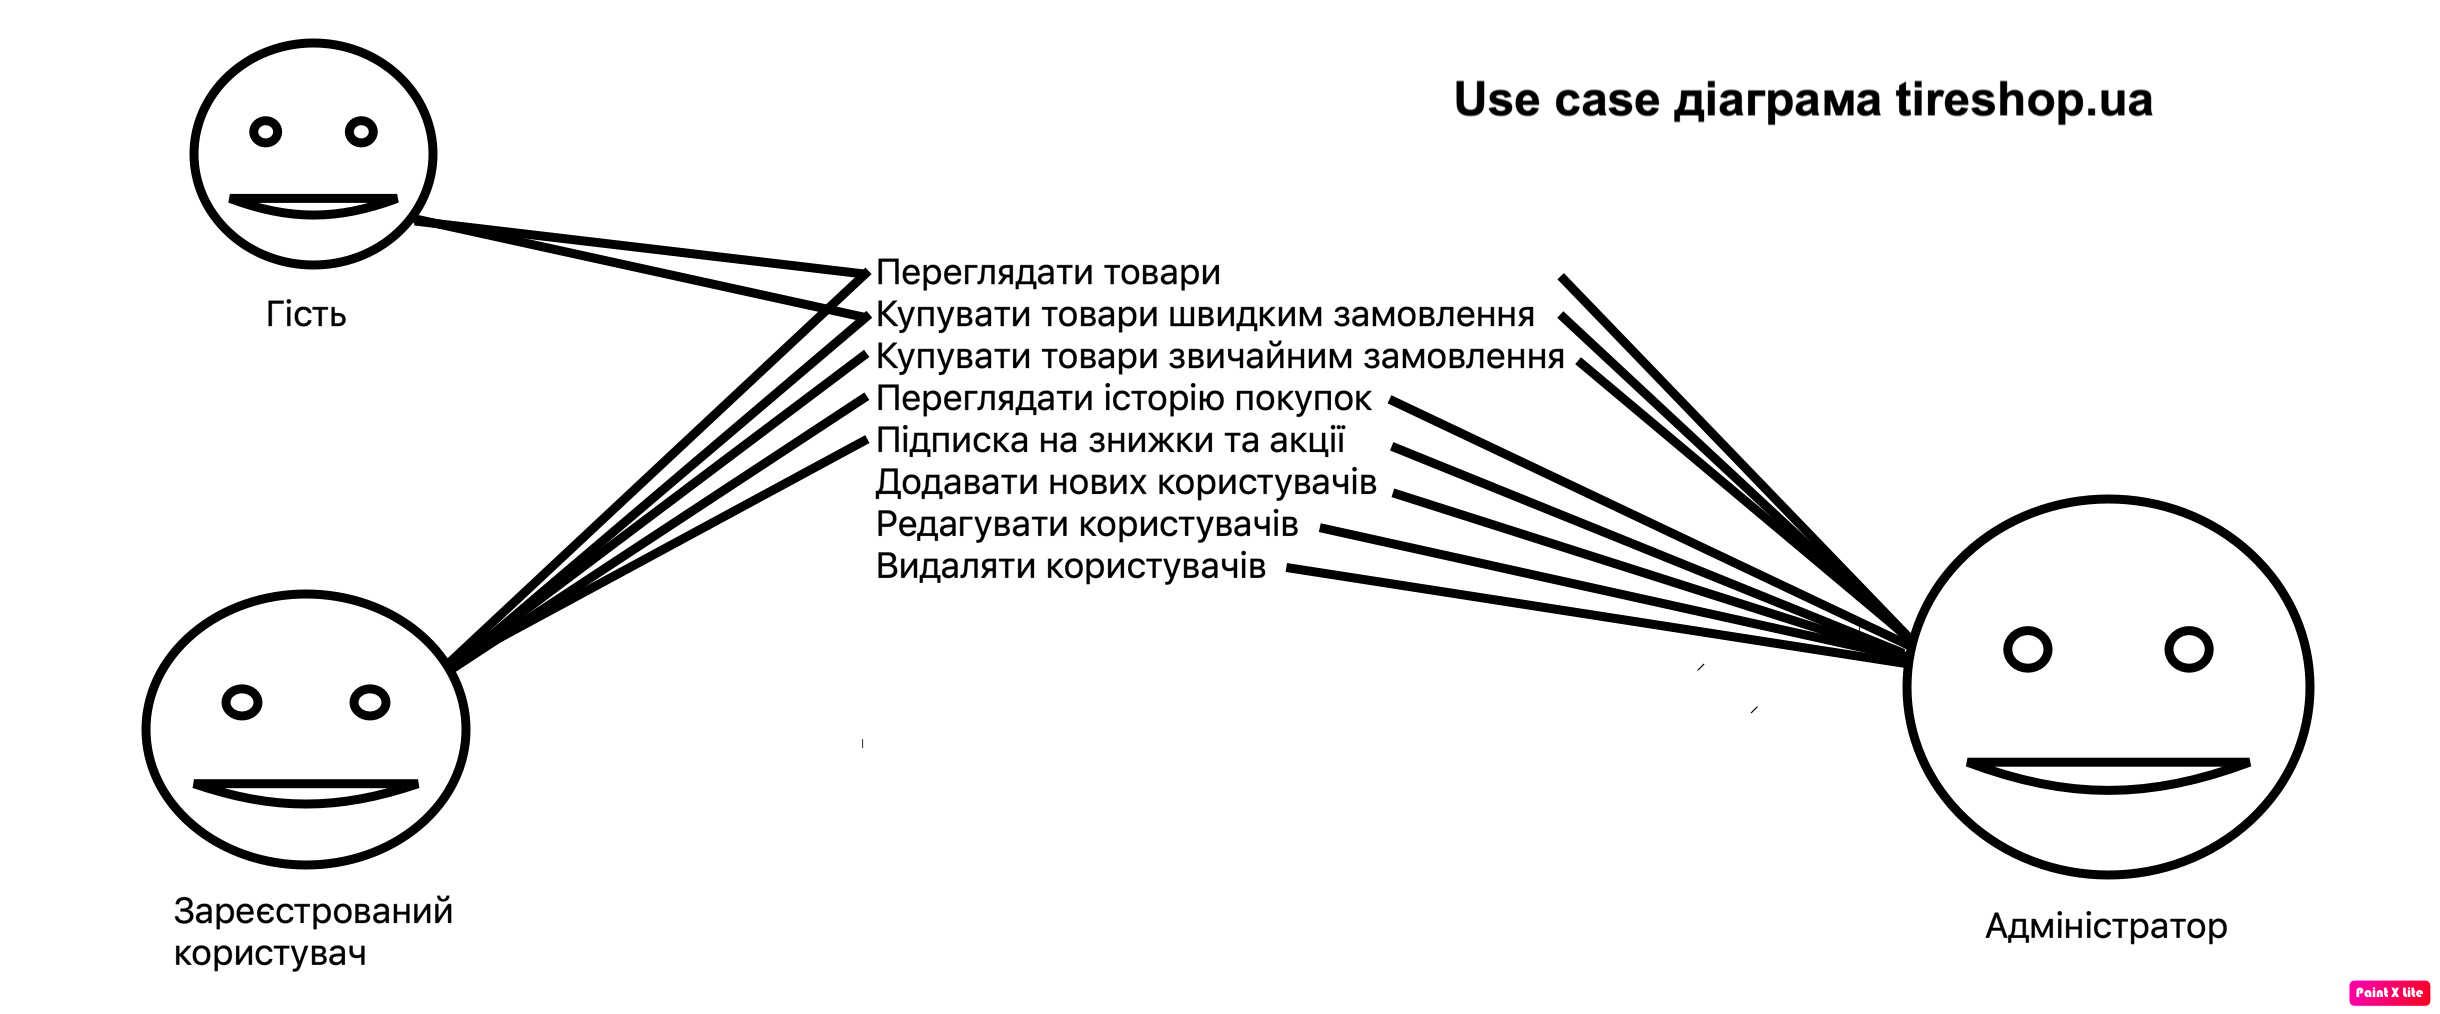 Use case діаграма tireshop.ua
Гість
Переглядати товари
Купувати товари швидким замовлення
Купувати товари звичайним замовлення
Переглядати історію покупок
Підписка на знижки та акції
Додавати нових користувачів
Редагувати користувачів
Видаляти користувачів
Зареєстрований
користувач
Адміністратор
Paint X Lite